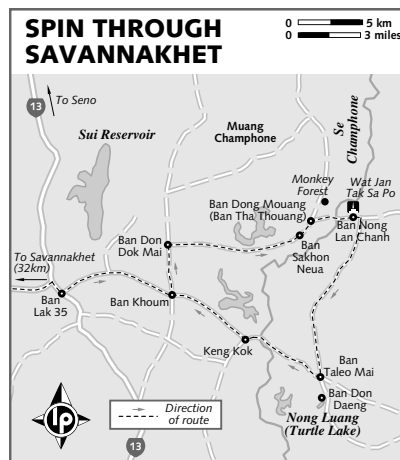 SPIN THROUGH
SAVANNAKHET
0 5 km
0 3 miles
13
To Seno
Sui Reservoir
Muang
Champhone
Se
Champhone
Monkey
Forest
Wat Jan
Tak Sa Po
Ban Dong Mouang
(Ban Tha Thouang)
Ban Nong
Lan Chanh
Ban Don
Dok Mai
Ban
Sakhon
Neua
To Savannakhet
(32km)
Ban
Lak 35
Ban Khoum
Keng Kok
Ban
Taleo Mai
Ban Don
Daeng
Nong Luang
(Turtle Lake)
lp
Direction
of route
13